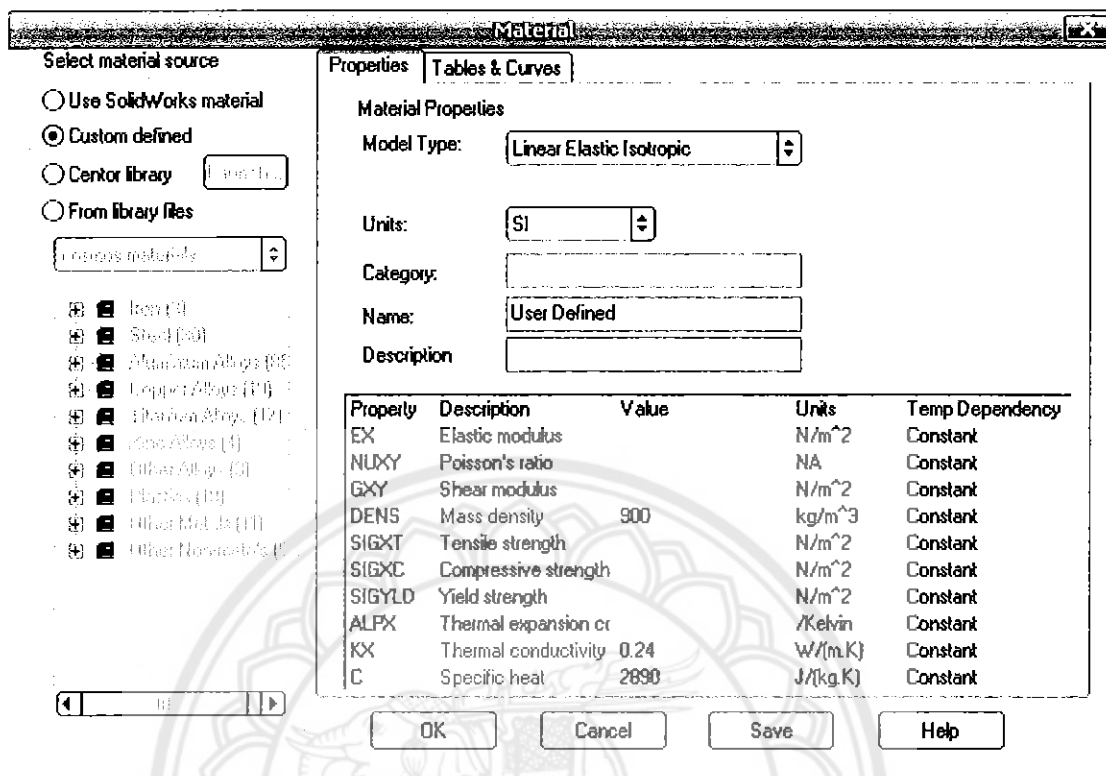 Material
Select material source
Use SolidWorks material
Custom defined
Centor library
From library files
Properties
Tables & Curves
Material Properties
Model Type:
Linear Elastic Isotropic
Units:
SI
Category:
Name:
User Defined
Description
Property Description Value Units Temp Dependency
EX Elastic modulus N/m^2 Constant
NUXY Poisson's ratio NA Constant
GXY Shear modulus N/m^2 Constant
DENS Mass density 900 kg/m^3 Constant
SIGXT Tensile strength N/m^2 Constant
SIGXC Compressive strength N/m^2 Constant
SIGYLD Yield strength N/m^2 Constant
ALPX Thermal expansion /Kelvin Constant
KX Thermal conductivity 0.24 W/(m.K) Constant
C Specific heat 2890 J/(kg.K) Constant
OK
Cancel
Save
Help